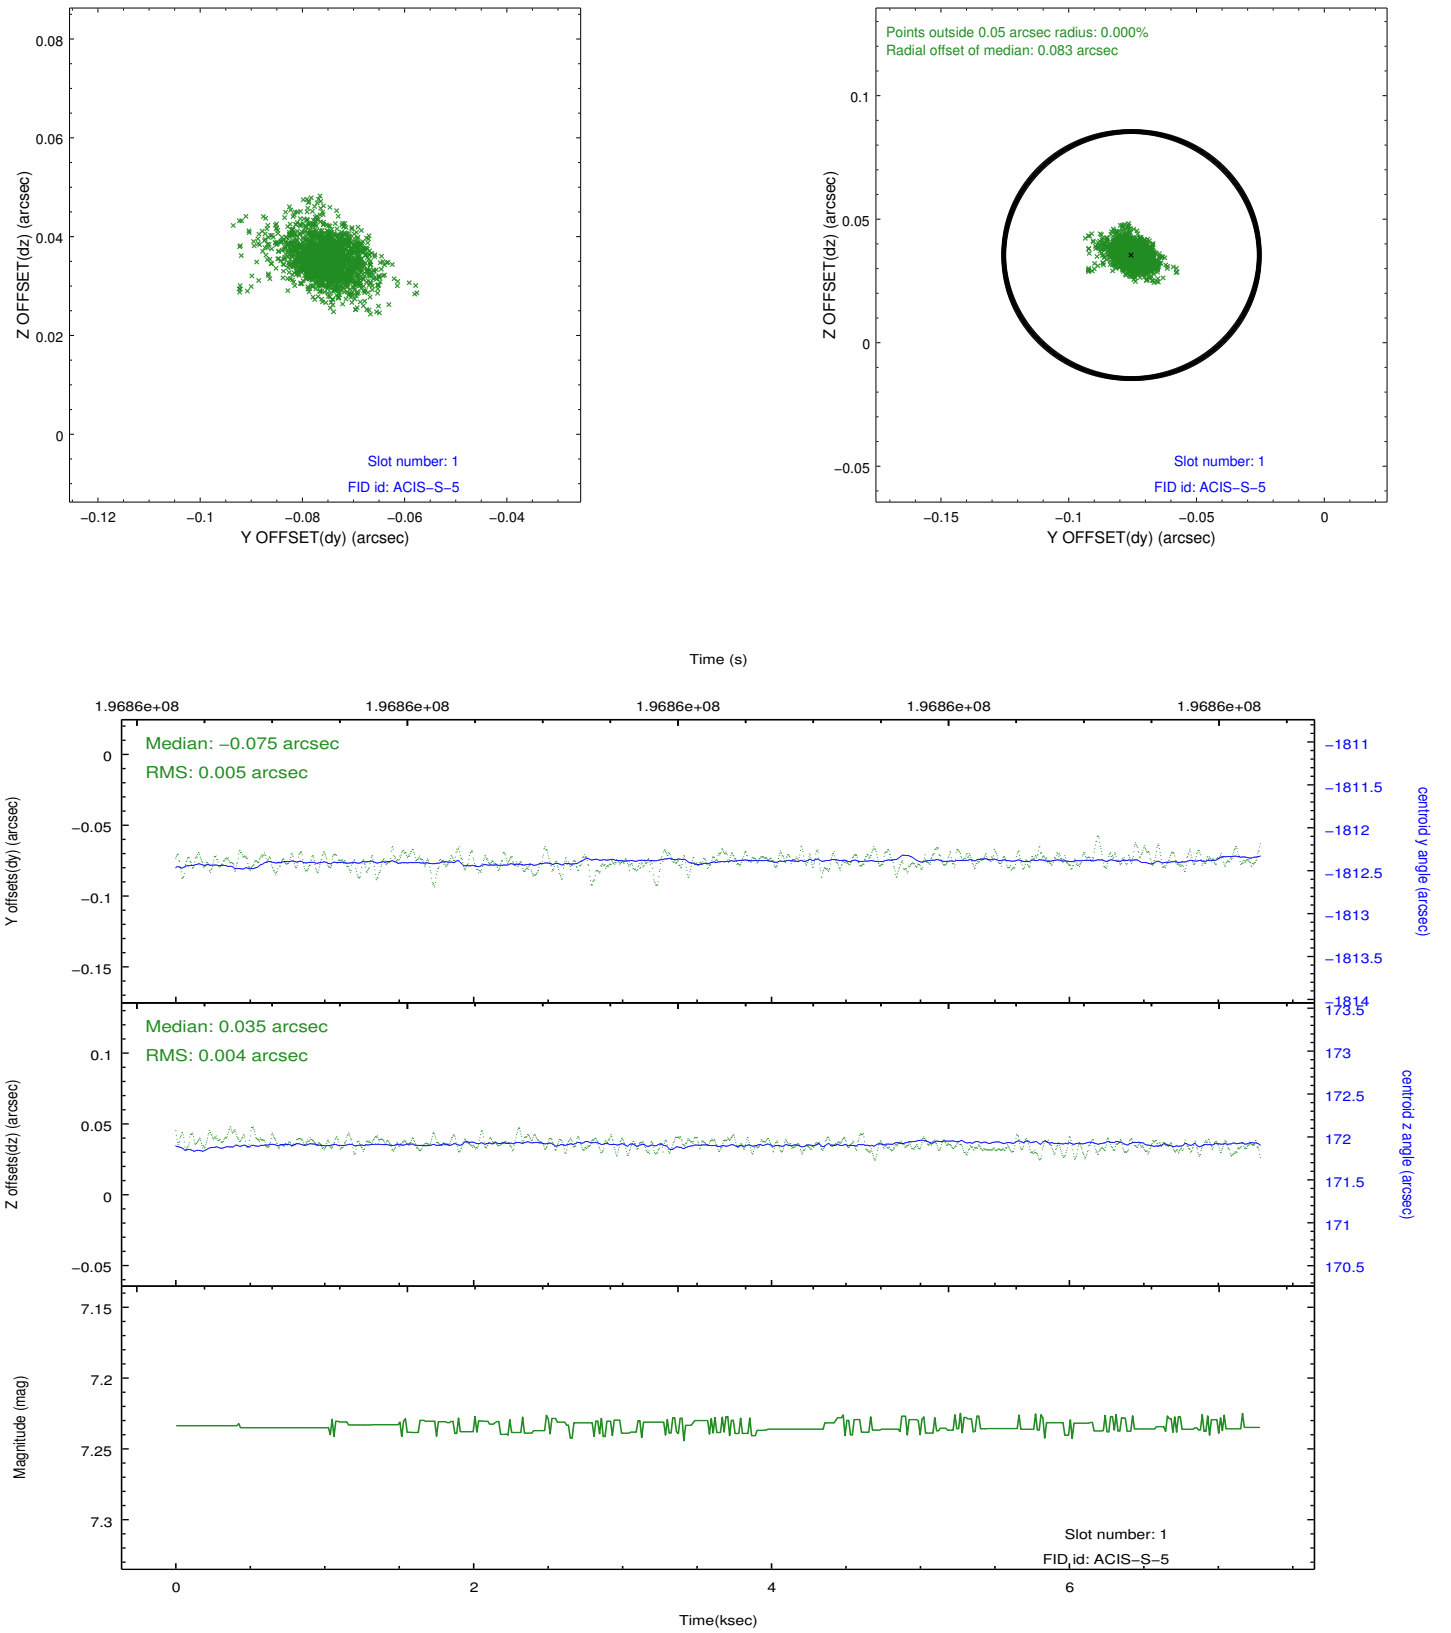 0.08
0.06
0.04
0.02
0
Z OFFSET(dz) (arcsec)
Slot number: 1
FID id: ACIS−S−5
−0.12
−0.1
−0.08
−0.06
−0.04
Y OFFSET(dy) (arcsec)
Points outside 0.05 arcsec radius: 0.000%
Radial offset of median: 0.083 arcsec
0.1
0.05
0
−0.05
Z OFFSET(dz) (arcsec)
Slot number: 1
FID id: ACIS−S−5
−0.15
−0.1
−0.05
0
Y OFFSET(dy) (arcsec)
Time (s)
1.9686e+08
1.9686e+08
1.9686e+08
1.9686e+08
1.9686e+08
Median: −0.075 arcsec
RMS: 0.005 arcsec
0
−0.05
−0.1
−0.15
Y offsets(dy) (arcsec)
−1811
−1811.5
−1812
−1812.5
−1813
−1813.5
−1814
centroid y angle (arcsec)
Median: 0.035 arcsec
RMS: 0.004 arcsec
0.1
0.05
0
−0.05
Z offsets(dz) (arcsec)
173.5
173
172.5
172
171.5
171
170.5
centroid z angle (arcsec)
7.15
7.2
7.25
7.3
Magnitude (mag)
Slot number: 1
FID id: ACIS−S−5
0
2
4
6
Time(ksec)